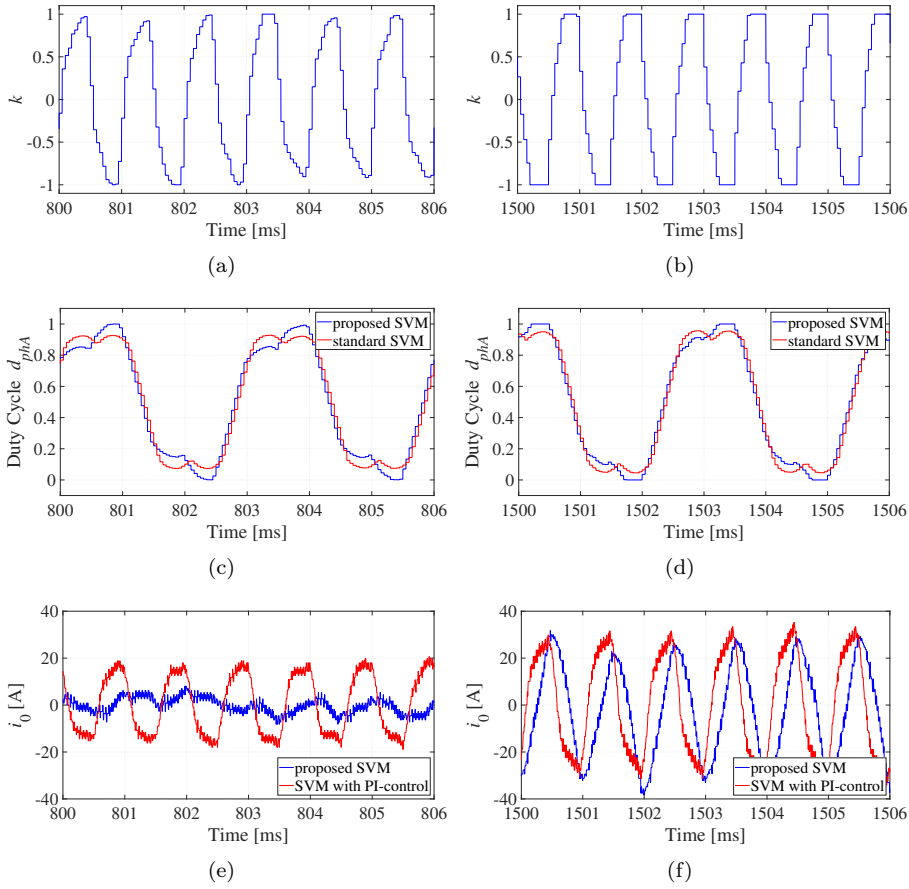 1
0.5
0
-0.5
-1
k
800 801 802 803 804 805 806
Time [ms]
(a)
1
0.5
0
-0.5
-1
k
1500 1501 1502 1503 1504 1505 1506
Time [ms]
(b)
1
0.8
0.6
0.4
0.2
0
Duty Cycle d_phA
proposed SVM
standard SVM
800 801 802 803 804 805 806
Time [ms]
(c)
1
0.8
0.6
0.4
0.2
0
Duty Cycle d_phA
proposed SVM
standard SVM
1500 1501 1502 1503 1504 1505 1506
Time [ms]
(d)
40
20
0
-20
-40
i_0 [A]
proposed SVM
SVM with PI-control
800 801 802 803 804 805 806
Time [ms]
(e)
40
20
0
-20
-40
i_0 [A]
proposed SVM
SVM with PI-control
1500 1501 1502 1503 1504 1505 1506
Time [ms]
(f)